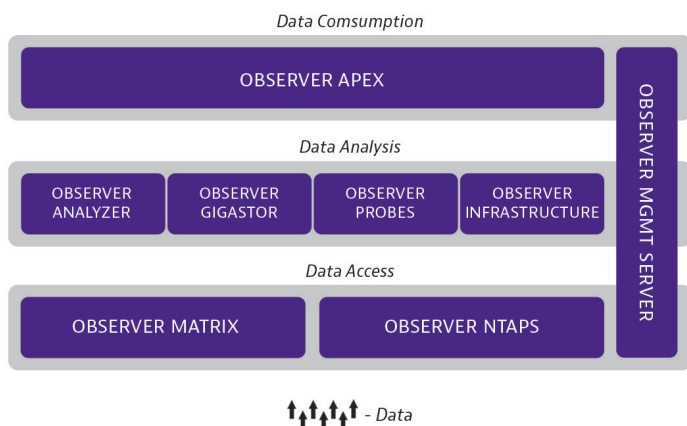 Data Comsumption
OBSERVER APEX
OBSERVER MGMT SERVER
Data Analysis
OBSERVER
ANALYZER
OBSERVER
GIGASTOR
OBSERVER
PROBES
OBSERVER
INFRASTRUCTURE
Data Access
OBSERVER MATRIX
OBSERVER NTAPS
- Data